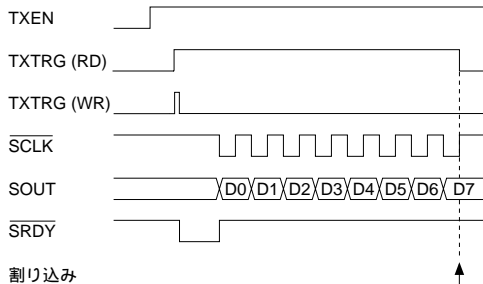 TXEN
TXTRG (RD)
TXTRG (WR)
SCLK
SOUT D0 D1 D2 D3 D4 D5 D6 D7
SRDY
割り込み